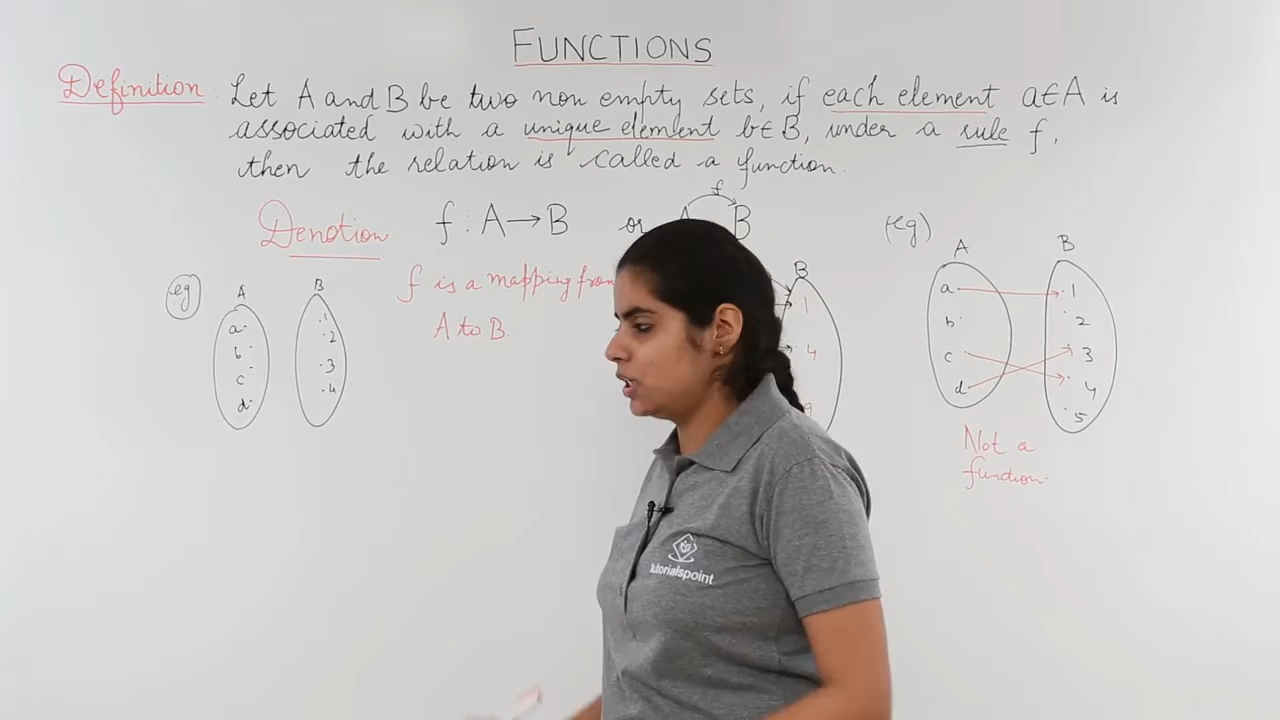 FUNCTIONS
Definition: Let A and B be two non empty sets, if each element a∈A is
associated with a unique element b∈B, under a rule f,
then the relation is called a function.
Denotion f : A → B or A B
f
f is a mapping from
A to B.
eg
A B
a 1
b 2
c 3
d 4
B
1
4
(eg)
A B
a 1
b 2
c 3
d 4
5
Not a
function.
tutorialspoint